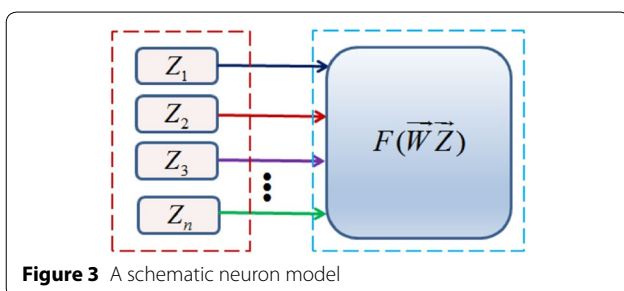 Z₁
Z₂
Z₃
Zₙ
F(W⃗Z⃗)
Figure 3 A schematic neuron model